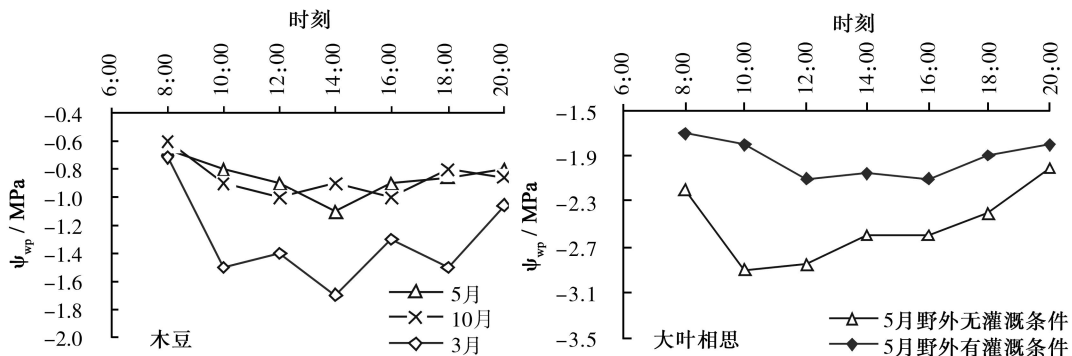 时刻
6:00 8:00 10:00 12:00 14:00 16:00 18:00 20:00
-0.4
-0.6
-0.8
-1.0
-1.2
-1.4
-1.6
-1.8
-2.0
ψwp / MPa
5月
10月
3月
木豆
时刻
6:00 8:00 10:00 12:00 14:00 16:00 18:00 20:00
-1.5
-1.9
-2.3
-2.7
-3.1
-3.5
ψwp / MPa
5月野外无灌溉条件
5月野外有灌溉条件
大叶相思